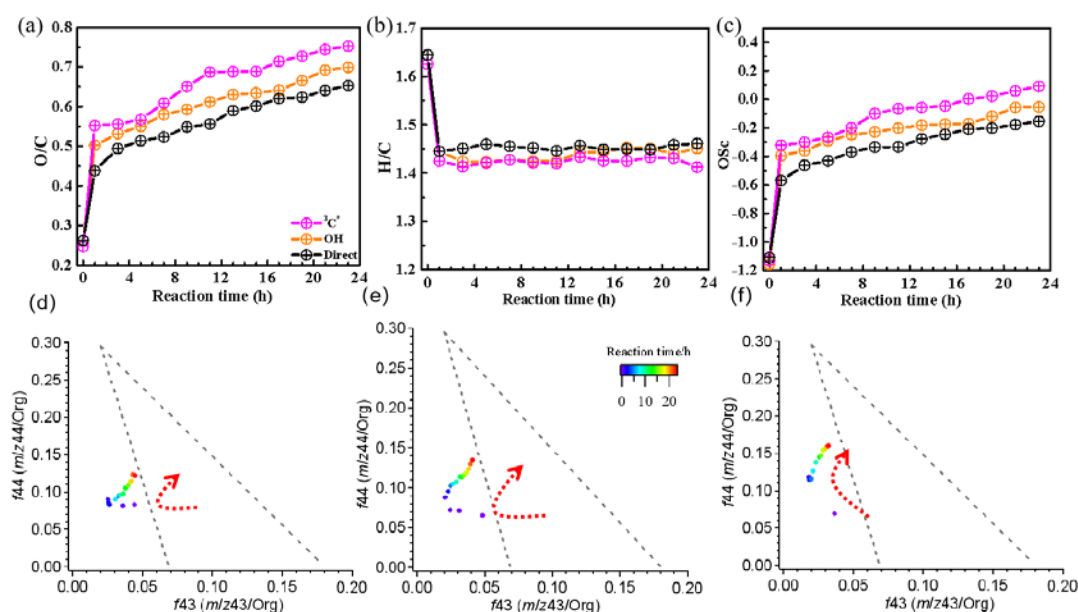 (a)
0.8
0.7
0.6
0.5
0.4
0.3
0.2
O/C
³C*
OH
Direct
0 4 8 12 16 20 24
Reaction time (h)
(b)
1.7
1.6
1.5
1.4
1.3
1.2
H/C
0 4 8 12 16 20 24
Reaction time (h)
(c)
0.4
0.2
0.0
-0.2
-0.4
-0.6
-0.8
-1.0
-1.2
OSc
0 4 8 12 16 20 24
Reaction time (h)
(d)
0.30
0.25
0.20
0.15
0.10
0.05
0.00
f44 (m/z44/Org)
0.00 0.05 0.10 0.15 0.20
f43 (m/z43/Org)
(e)
0.30
0.25
0.20
0.15
0.10
0.05
0.00
f44 (m/z44/Org)
Reaction time/h
0 10 20
0.00 0.05 0.10 0.15 0.20
f43 (m/z43/Org)
(f)
0.30
0.25
0.20
0.15
0.10
0.05
0.00
f44 (m/z44/Org)
0.00 0.05 0.10 0.15 0.20
f43 (m/z43/Org)